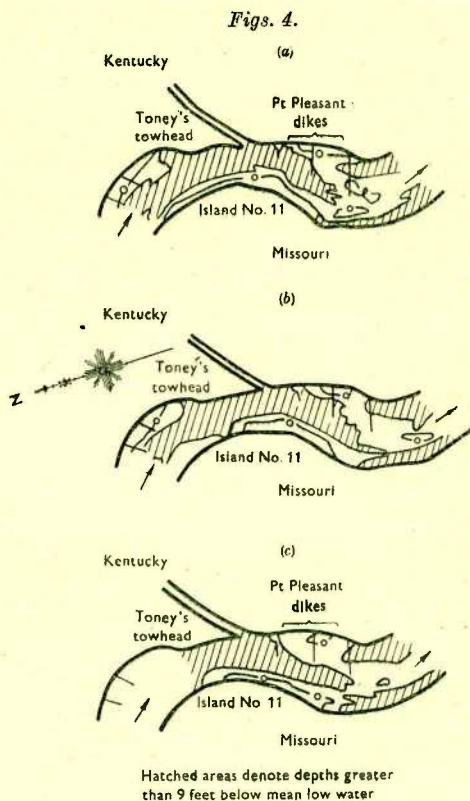 Figs. 4.
(a)
Kentucky
Pt Pleasant
dikes
Toney's
towhead
Island No. 11
Missouri
(b)
Kentucky
N
Toney's
towhead
Island No. 11
Missouri
(c)
Kentucky
Pt Pleasant
dikes
Toney's
towhead
Island No. 11
Missouri
Hatched areas denote depths greater
than 9 feet below mean low water